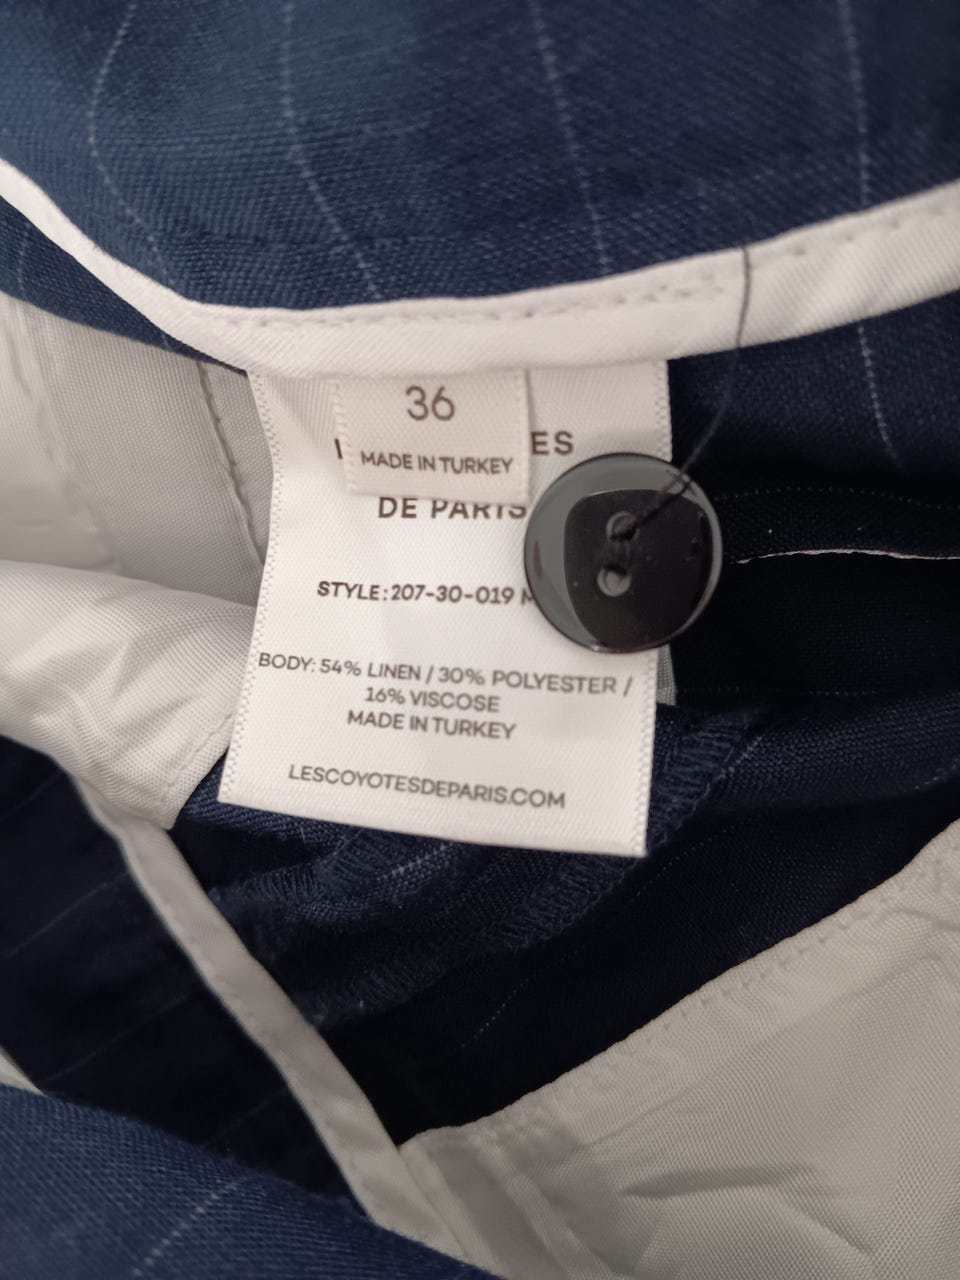 36
MADE IN TURKEY
ES
DE PARIS
STYLE: 207-30-019
BODY: 54% LINEN / 30% POLYESTER /
16% VISCOSE
MADE IN TURKEY
LESCOYOTESDEPARIS.COM